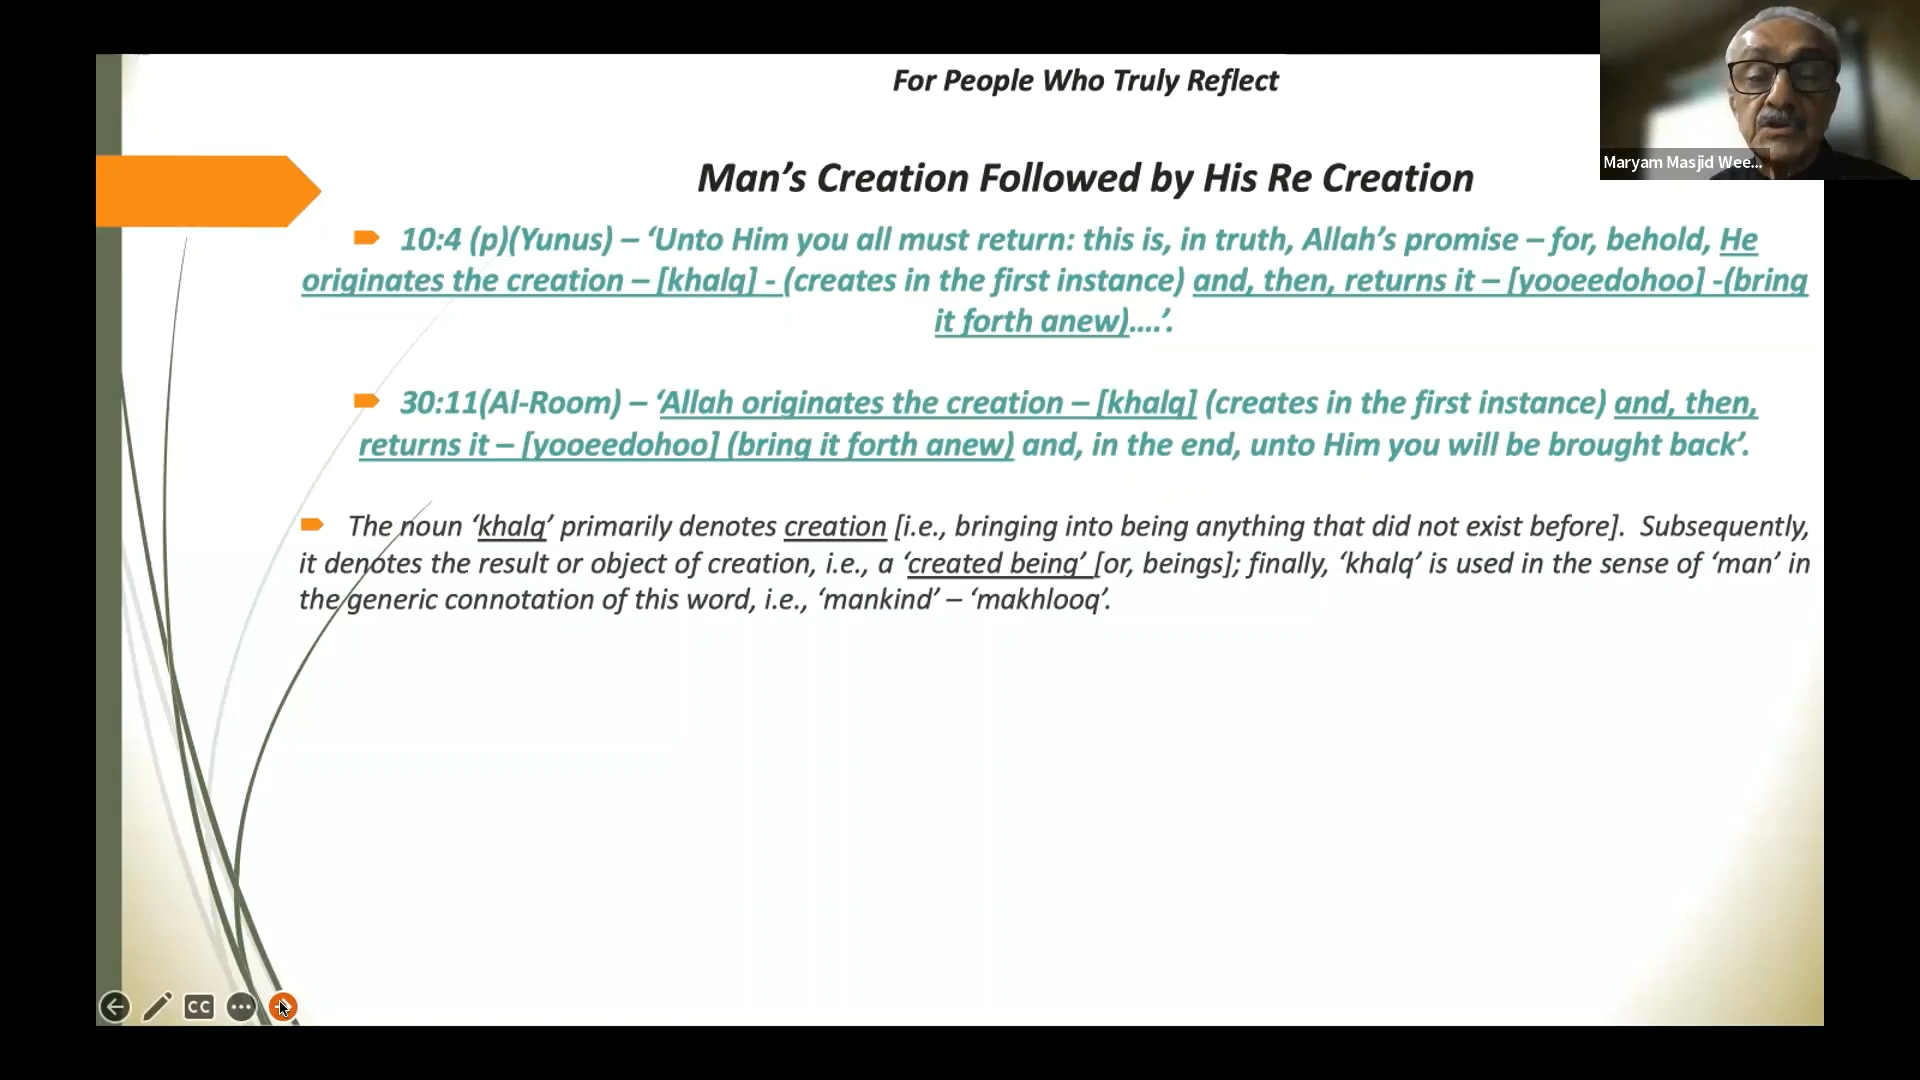 For People Who Truly Reflect
Maryam Masjid Wee...
Man’s Creation Followed by His Re Creation
10:4 (p)(Yunus) – ‘Unto Him you all must return: this is, in truth, Allah’s promise – for, behold, He
originates the creation – [khalq] - (creates in the first instance) and, then, returns it – [yooeedohoo] -(bring
it forth anew)....’.
30:11(Al-Room) – ‘Allah originates the creation – [khalq] (creates in the first instance) and, then,
returns it – [yooeedohoo] (bring it forth anew) and, in the end, unto Him you will be brought back’.
The noun ‘khalq’ primarily denotes creation [i.e., bringing into being anything that did not exist before].  Subsequently,
it denotes the result or object of creation, i.e., a ‘created being’ [or, beings]; finally, ‘khalq’ is used in the sense of ‘man’ in
the generic connotation of this word, i.e., ‘mankind’ – ‘makhlooq’.
CC